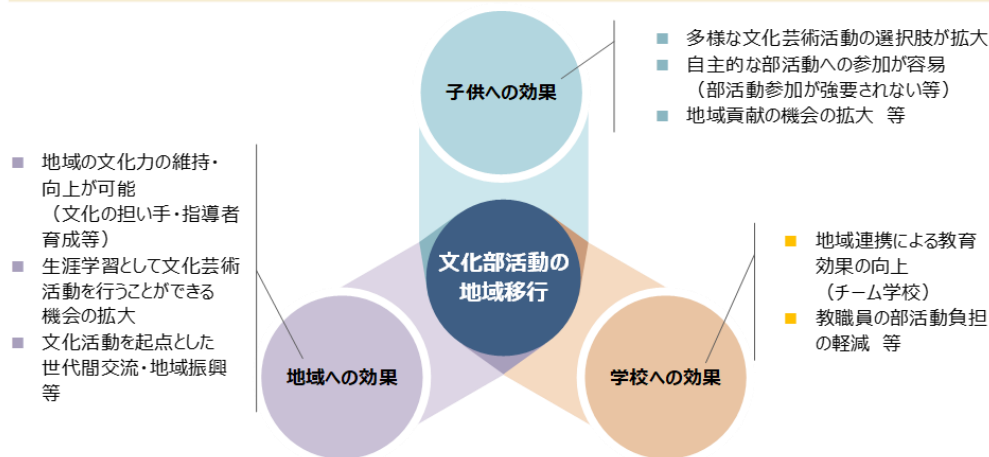 子供への効果
■ 多様な文化芸術活動の選択肢が拡大
■ 自主的な部活動への参加が容易
（部活動参加が強要されない等）
■ 地域貢献の機会の拡大 等
■ 地域の文化力の維持・
向上が可能
（文化の担い手・指導者
育成等）
■ 生涯学習として文化芸術
活動を行うことができる
機会の拡大
■ 文化活動を起点とした
世代間交流・地域振興
等
文化部活動の
地域移行
■ 地域連携による教育
効果の向上
（チーム学校）
■ 教職員の部活動負担
の軽減 等
地域への効果
学校への効果